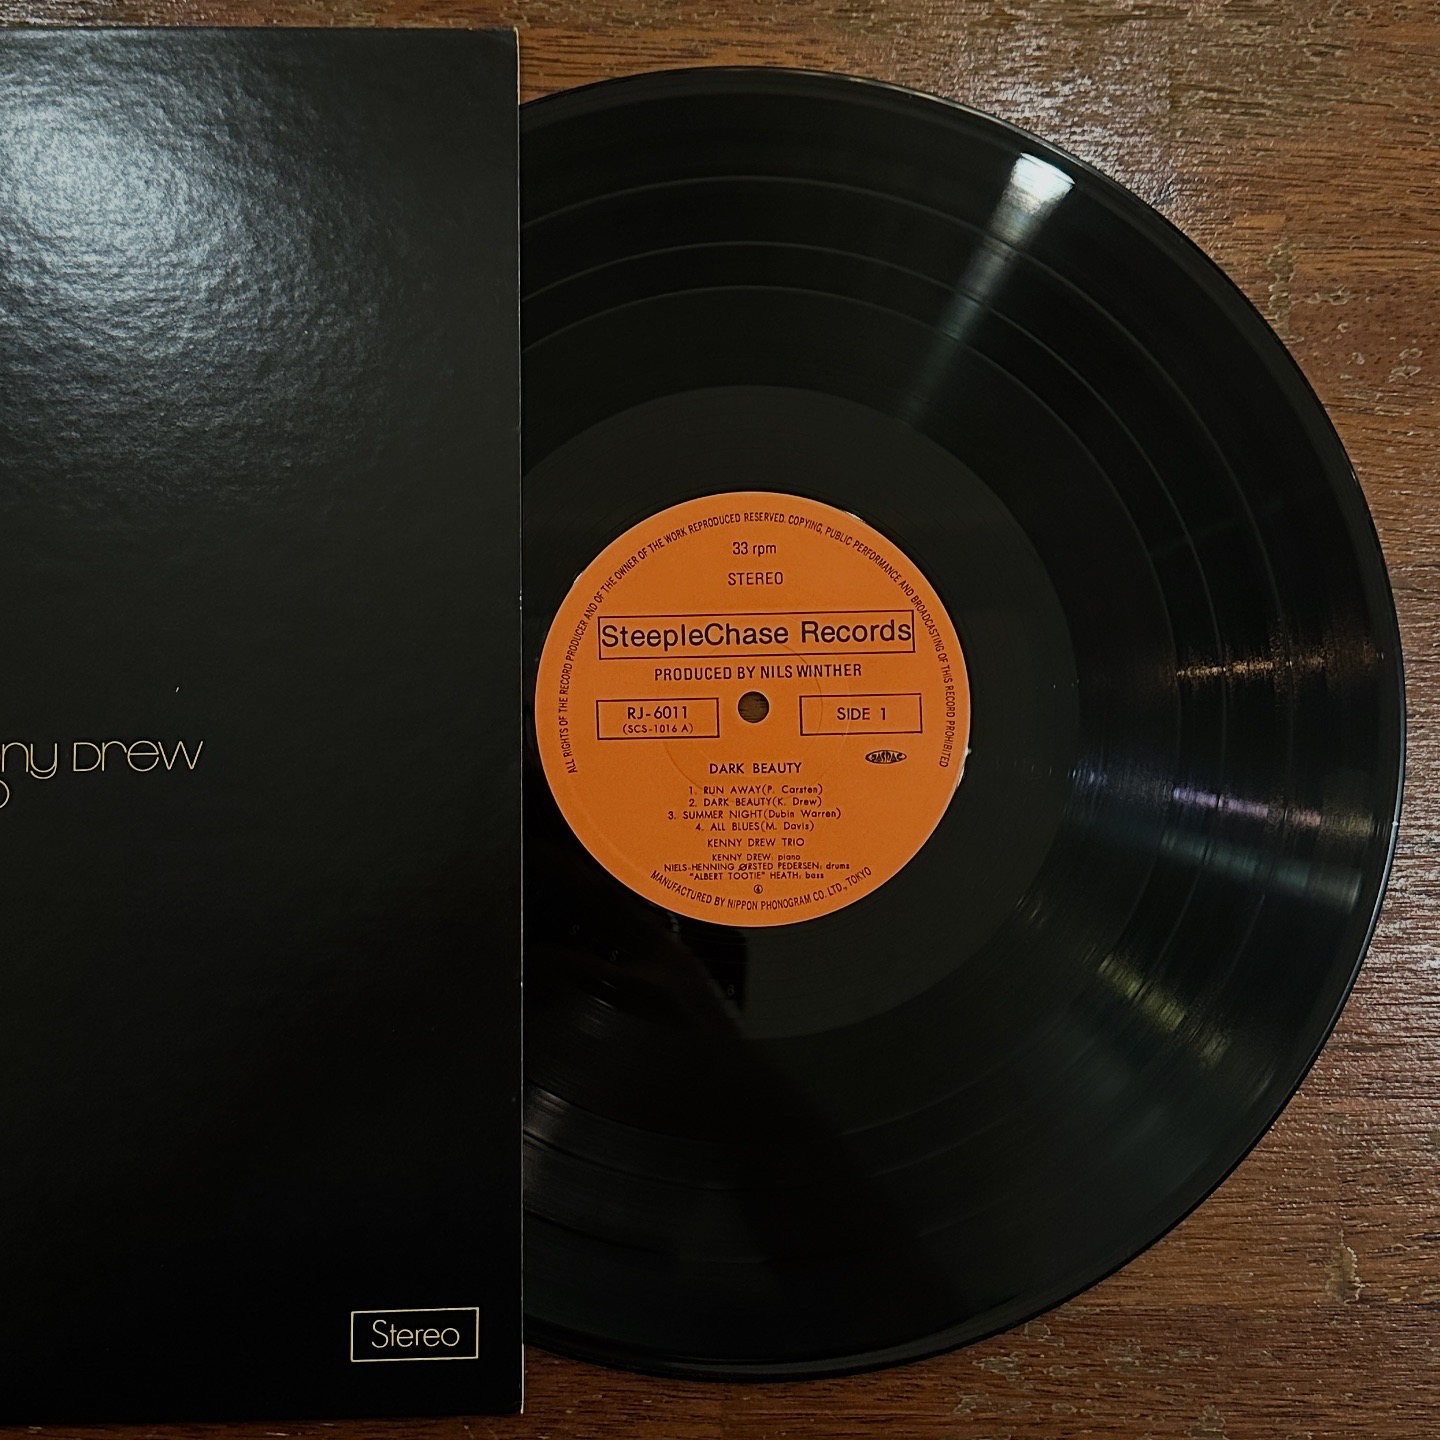 ny Drew
Stereo
ALL RIGHTS OF THE RECORD PRODUCER AND OF THE OWNER OF THE WORK REPRODUCED RESERVED. COPYING, PUBLIC PERFORMANCE AND BROADCASTING OF THIS RECORD PROHIBITED
33 rpm
STEREO
SteepleChase Records
PRODUCED BY NILS WINTHER
RJ-6011
(SCS-1016 A)
SIDE 1
DARK BEAUTY
1. RUN AWAY(P. Carsten)
2. DARK BEAUTY(K. Drew)
3. SUMMER NIGHT(Dubin Warren)
4. ALL BLUES(M. Davis)
KENNY DREW TRIO
KENNY DREW: piano
NIELS-HENNING ØRSTED PEDERSEN: drums
"ALBERT TOOTIE" HEATH: bass
MANUFACTURED BY NIPPON PHONOGRAM CO. LTD., TOKYO